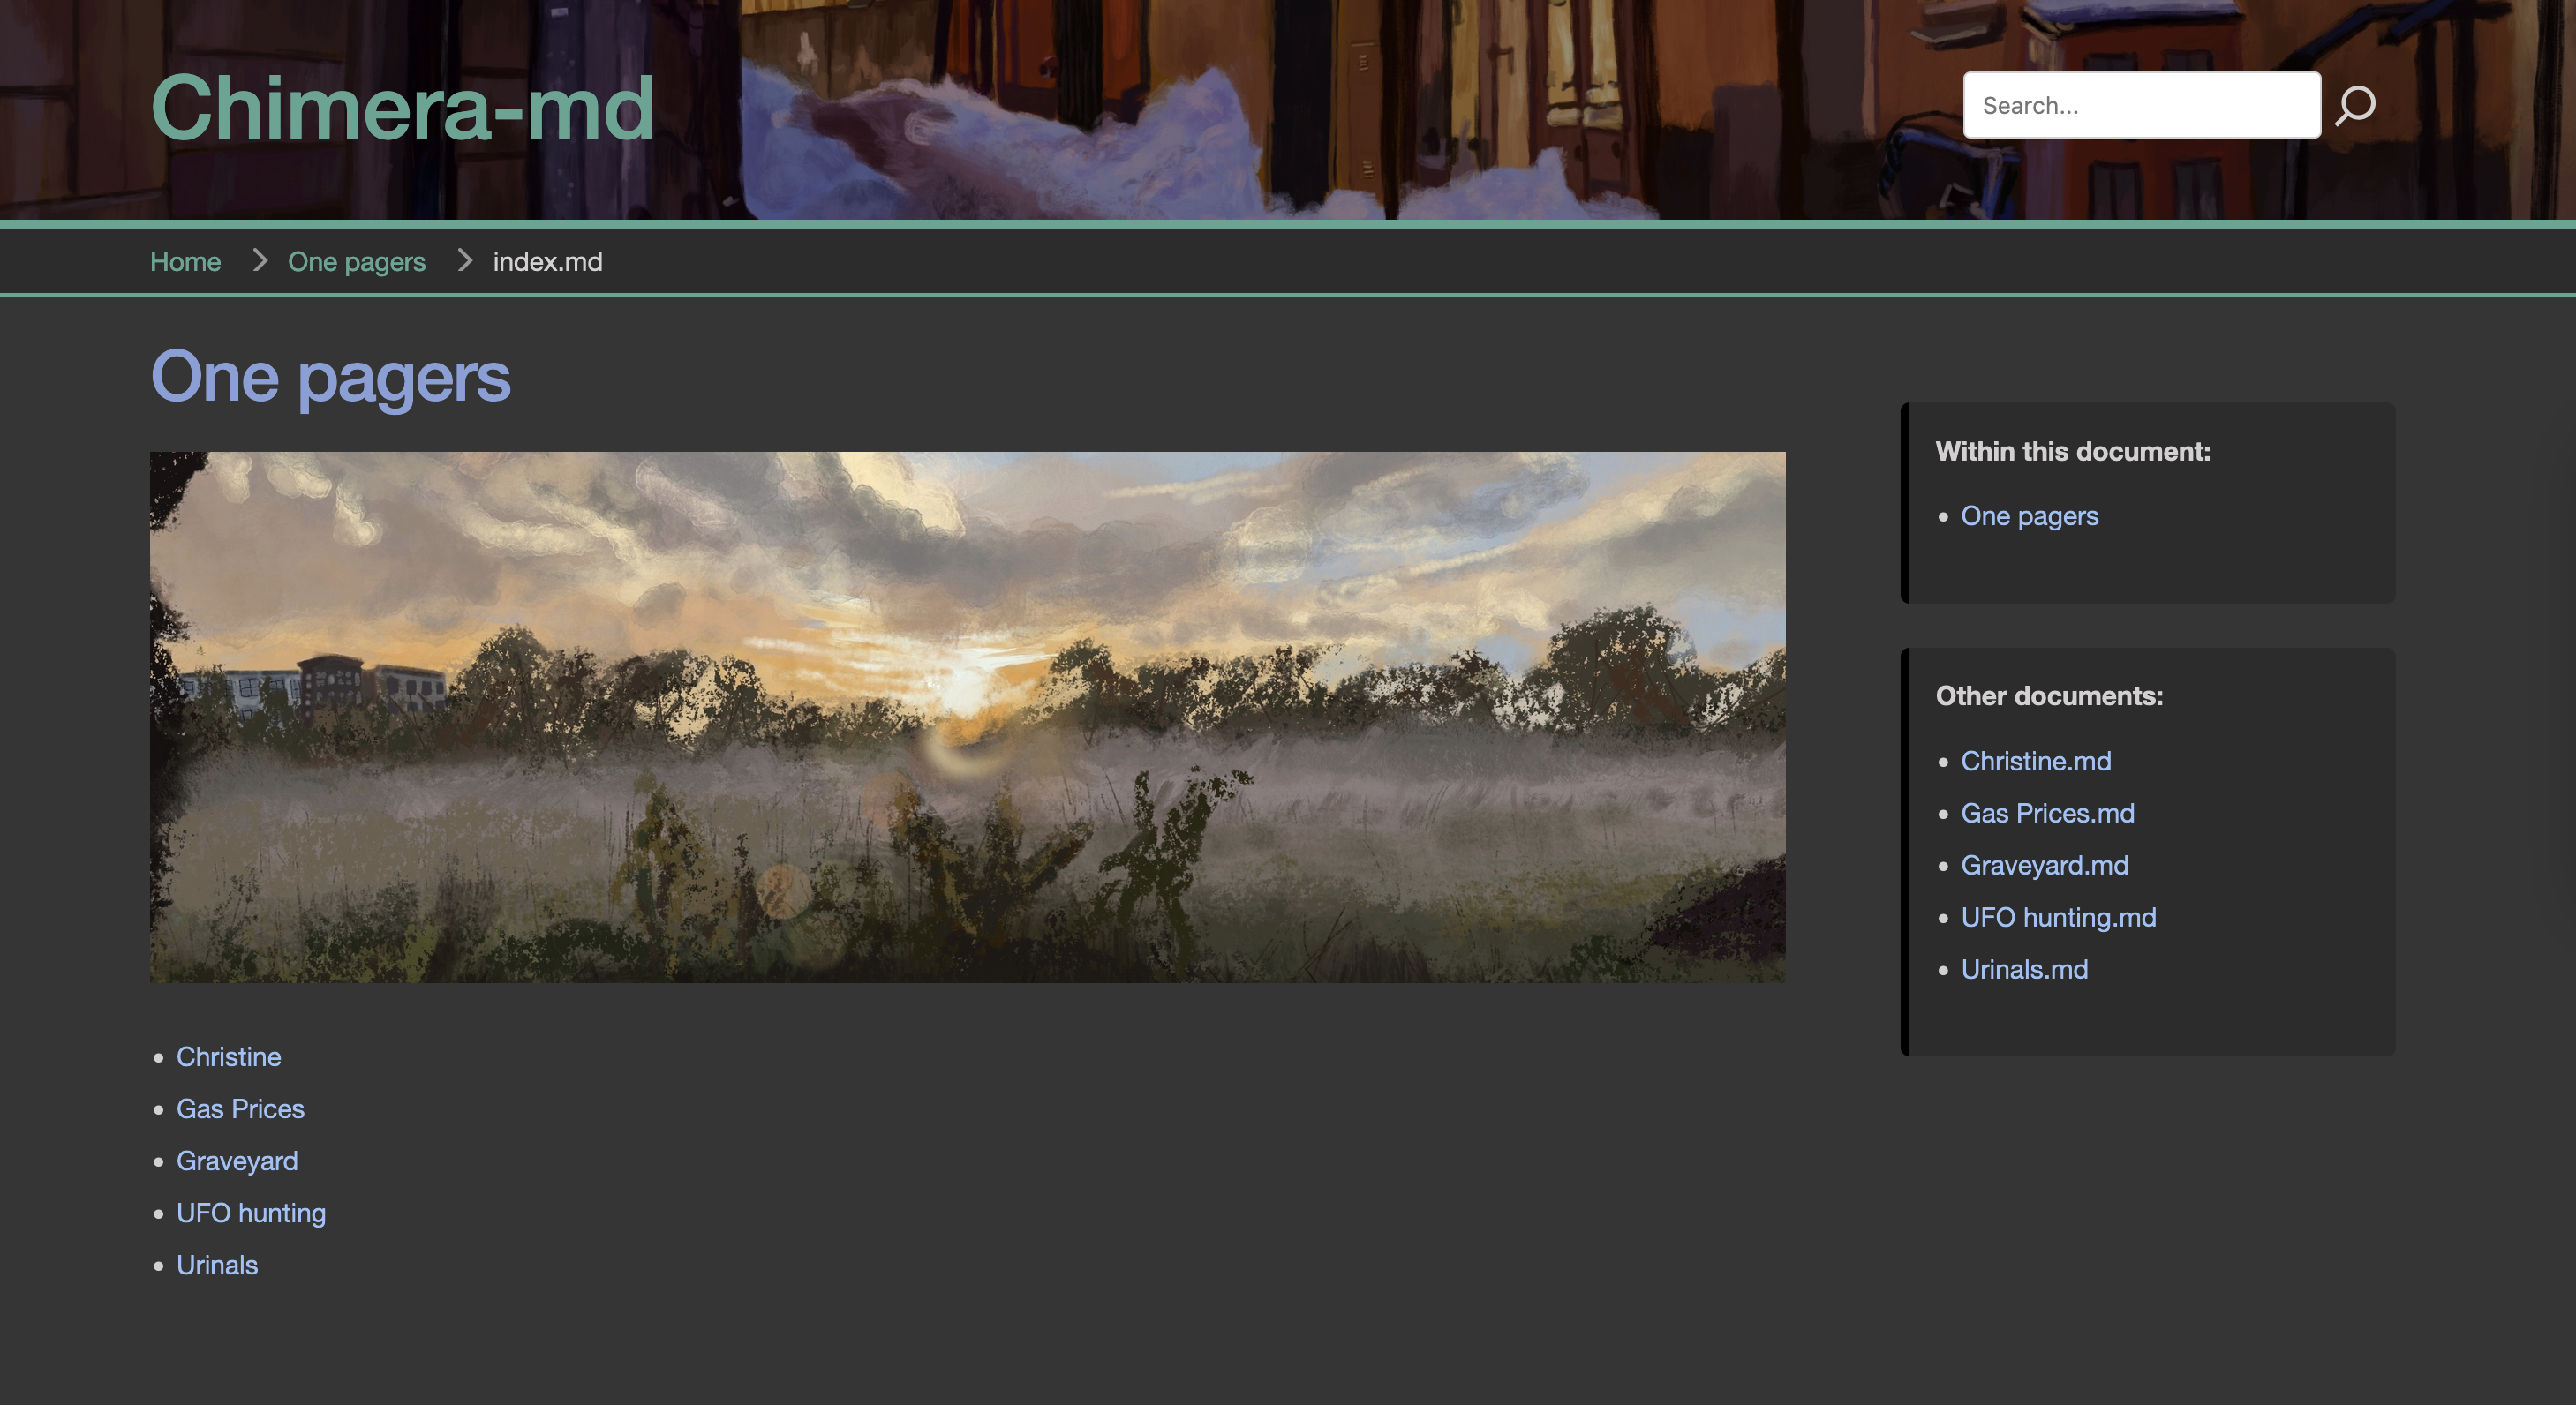 Chimera-md
Search...
Home > One pagers > index.md
One pagers
Within this document:
• One pagers
Other documents:
• Christine.md
• Gas Prices.md
• Graveyard.md
• UFO hunting.md
• Urinals.md
• Christine
• Gas Prices
• Graveyard
• UFO hunting
• Urinals